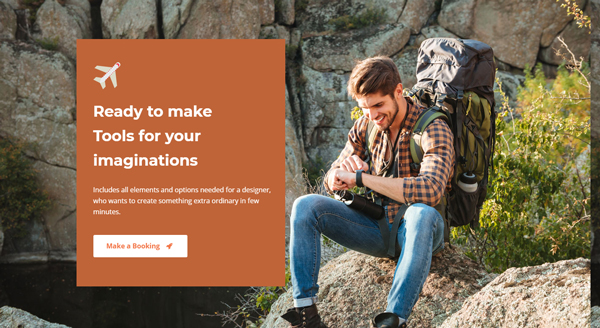 Ready to make
Tools for your
imaginations
Includes all elements and options needed for a designer,
who wants to create something extra ordinary in few
minutes.
Make a Booking